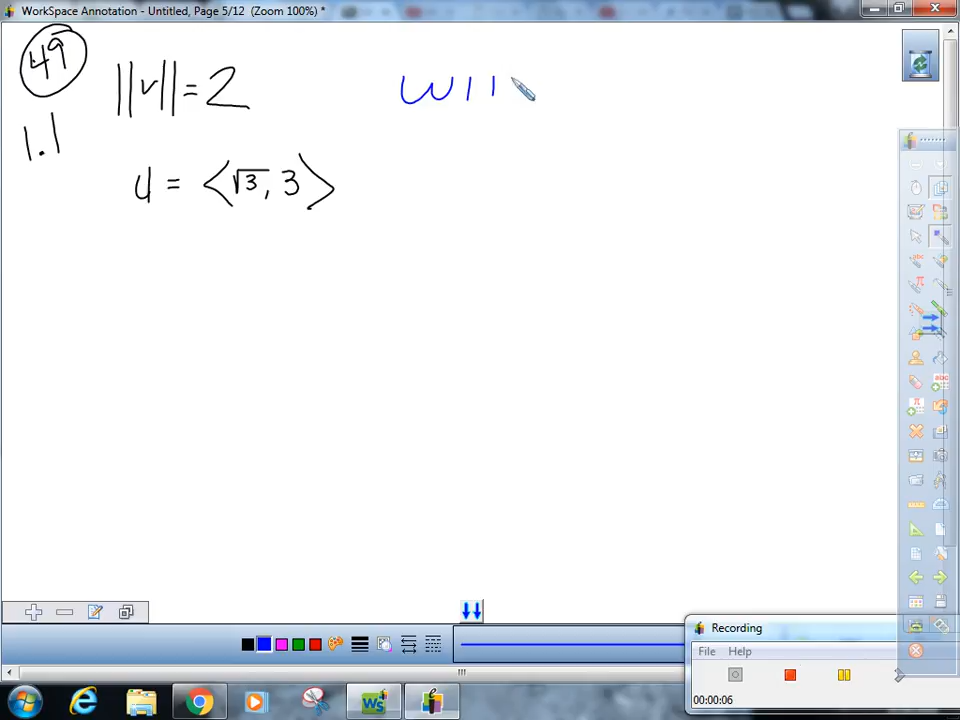 WorkSpace Annotation - Untitled, Page 5/12 (Zoom 100%) *
49
1.1
||v|| = 2
W ||
u = ⟨√3, 3⟩
Recording
File Help
00:00:06